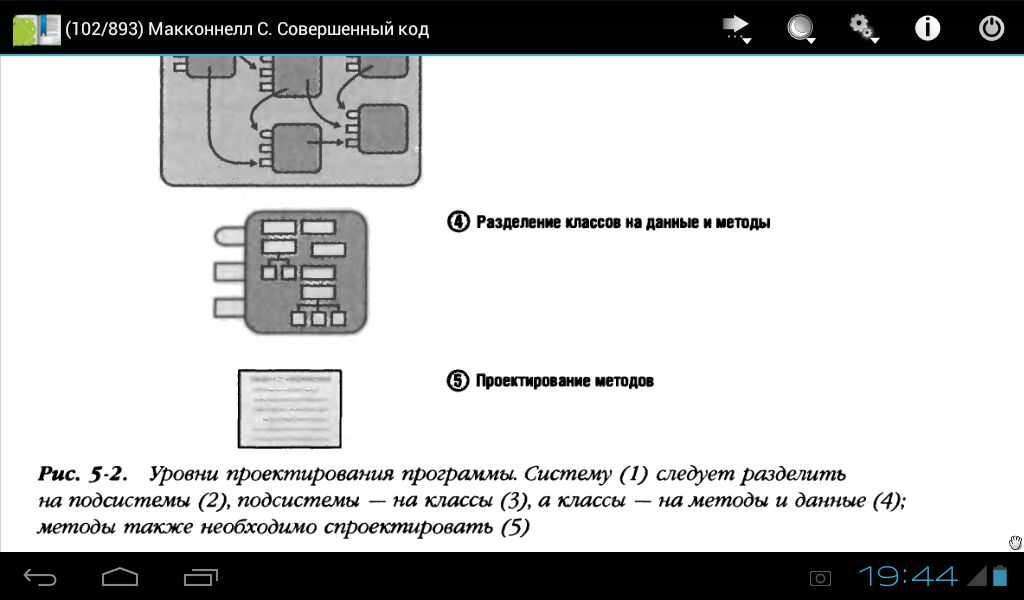 (102/893) Макконнелл С. Совершенный код
④ Разделение классов на данные и методы
⑤ Проектирование методов
Рис. 5-2. Уровни проектирования программы. Систему (1) следует разделить
на подсистемы (2), подсистемы — на классы (3), а классы — на методы и данные (4);
методы также необходимо спроектировать (5)
19:44